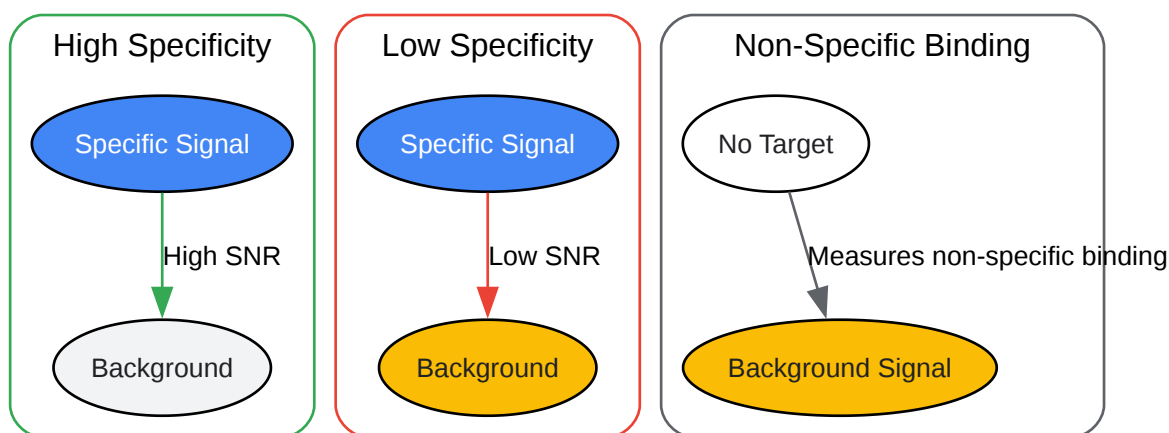 High Specificity
Specific Signal
High SNR
Background
Low Specificity
Specific Signal
Low SNR
Background
Non-Specific Binding
No Target
Measures non-specific binding
Background Signal